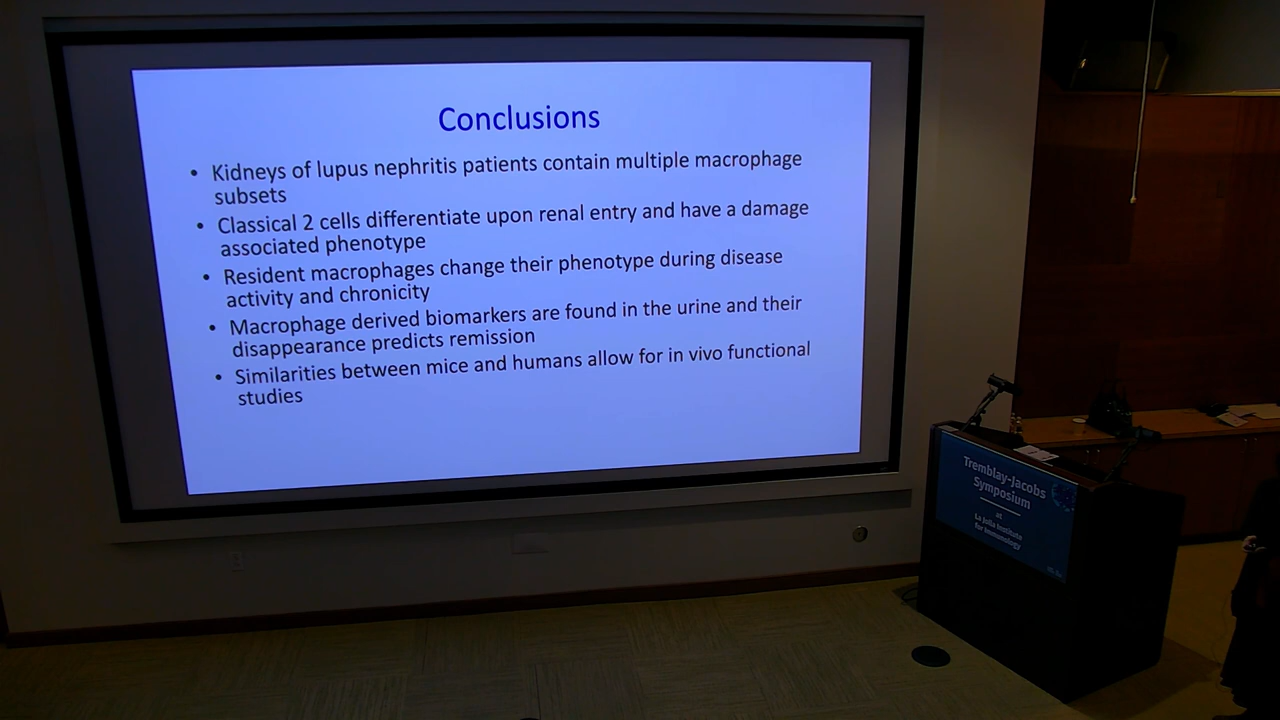 Conclusions
• Kidneys of lupus nephritis patients contain multiple macrophage
subsets
• Classical 2 cells differentiate upon renal entry and have a damage
associated phenotype
• Resident macrophages change their phenotype during disease
activity and chronicity
• Macrophage derived biomarkers are found in the urine and their
disappearance predicts remission
• Similarities between mice and humans allow for in vivo functional
studies
Tremblay-Jacobs
Symposium
at
La Jolla Institute
for Immunology